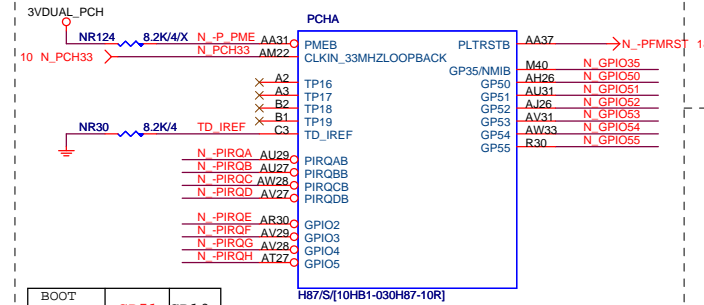 3VDUAL_PCH
PCHA
NR124 8.2K/4/X N_-P_PME AA31 PMEB PLTRSTB AA37 N_-PFMRST
10 N_PCH33 N_PCH33 AM22 CLKIN_33MHZLOOPBACK
GP35/NMIB M40 N_GPIO35
A2 TP16 GP50 AH26 N_GPIO50
A3 TP17 GP51 AU31 N_GPIO51
B2 TP18 GP52 AJ26 N_GPIO52
B1 TP19 GP53 AV31 N_GPIO53
NR30 8.2K/4 TD_IREF C3 TD_IREF GP54 AW33 N_GPIO54
GP55 R30 N_GPIO55
N_-PIRQA AU29 PIRQAB
N_-PIRQB AU27 PIRQBB
N_-PIRQC AW28 PIRQCB
N_-PIRQD AV27 PIRQDB
N_-PIRQE AR30 GPIO2
N_-PIRQF AV29 GPIO3
N_-PIRQG AV28 GPIO4
N_-PIRQH AT27 GPIO5
H87/S/[10HB1-030H87-10R]
BOOT